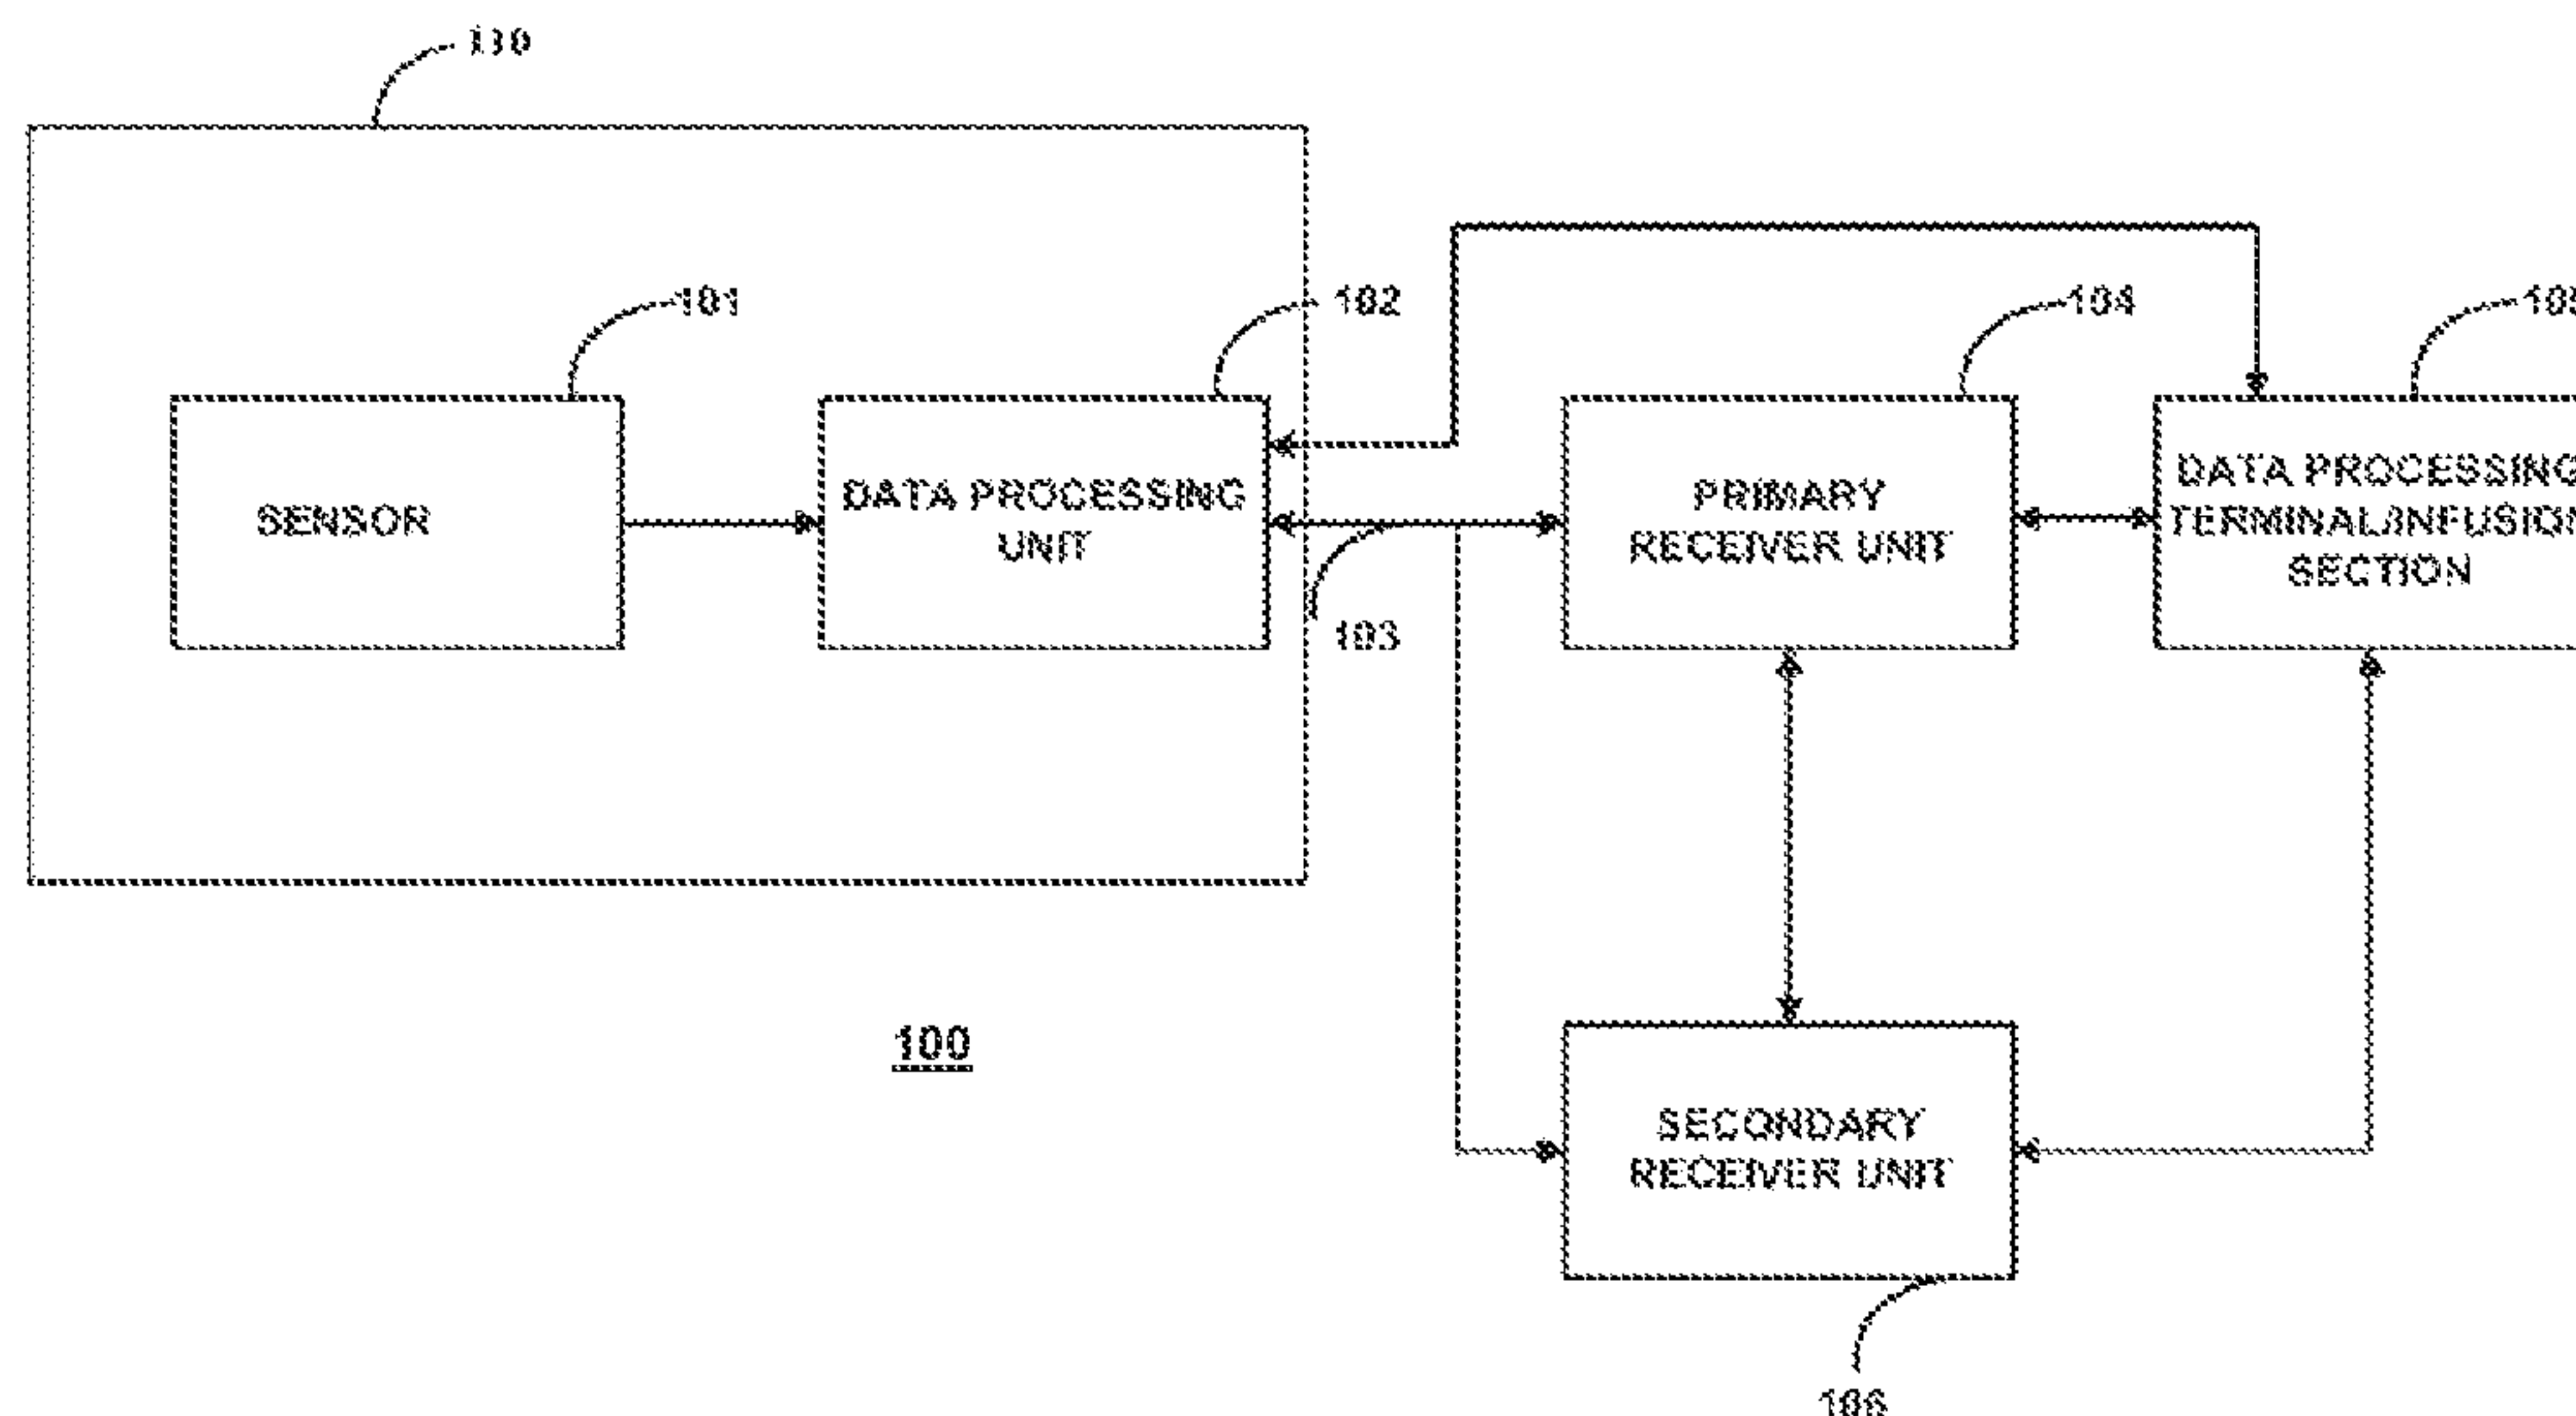 110
101
102
104
SENSOR
DATA PROCESSING
UNIT
PRIMARY
RECEIVER UNIT
DATA PROCESSING
TERMINAL/INFUSION
SECTION
103
100
SECONDARY
RECEIVER UNIT
106